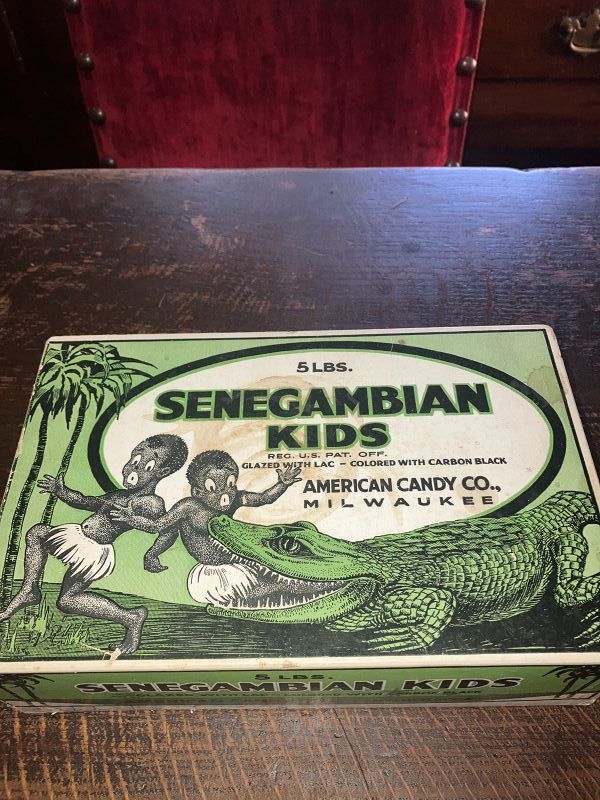 5 LBS.
SENEGAMBIAN
KIDS
REG. U.S. PAT. OFF.
GLAZED WITH LAC - COLORED WITH CARBON BLACK
AMERICAN CANDY CO.,
MILWAUKEE
5 LBS.
SENEGAMBIAN KIDS